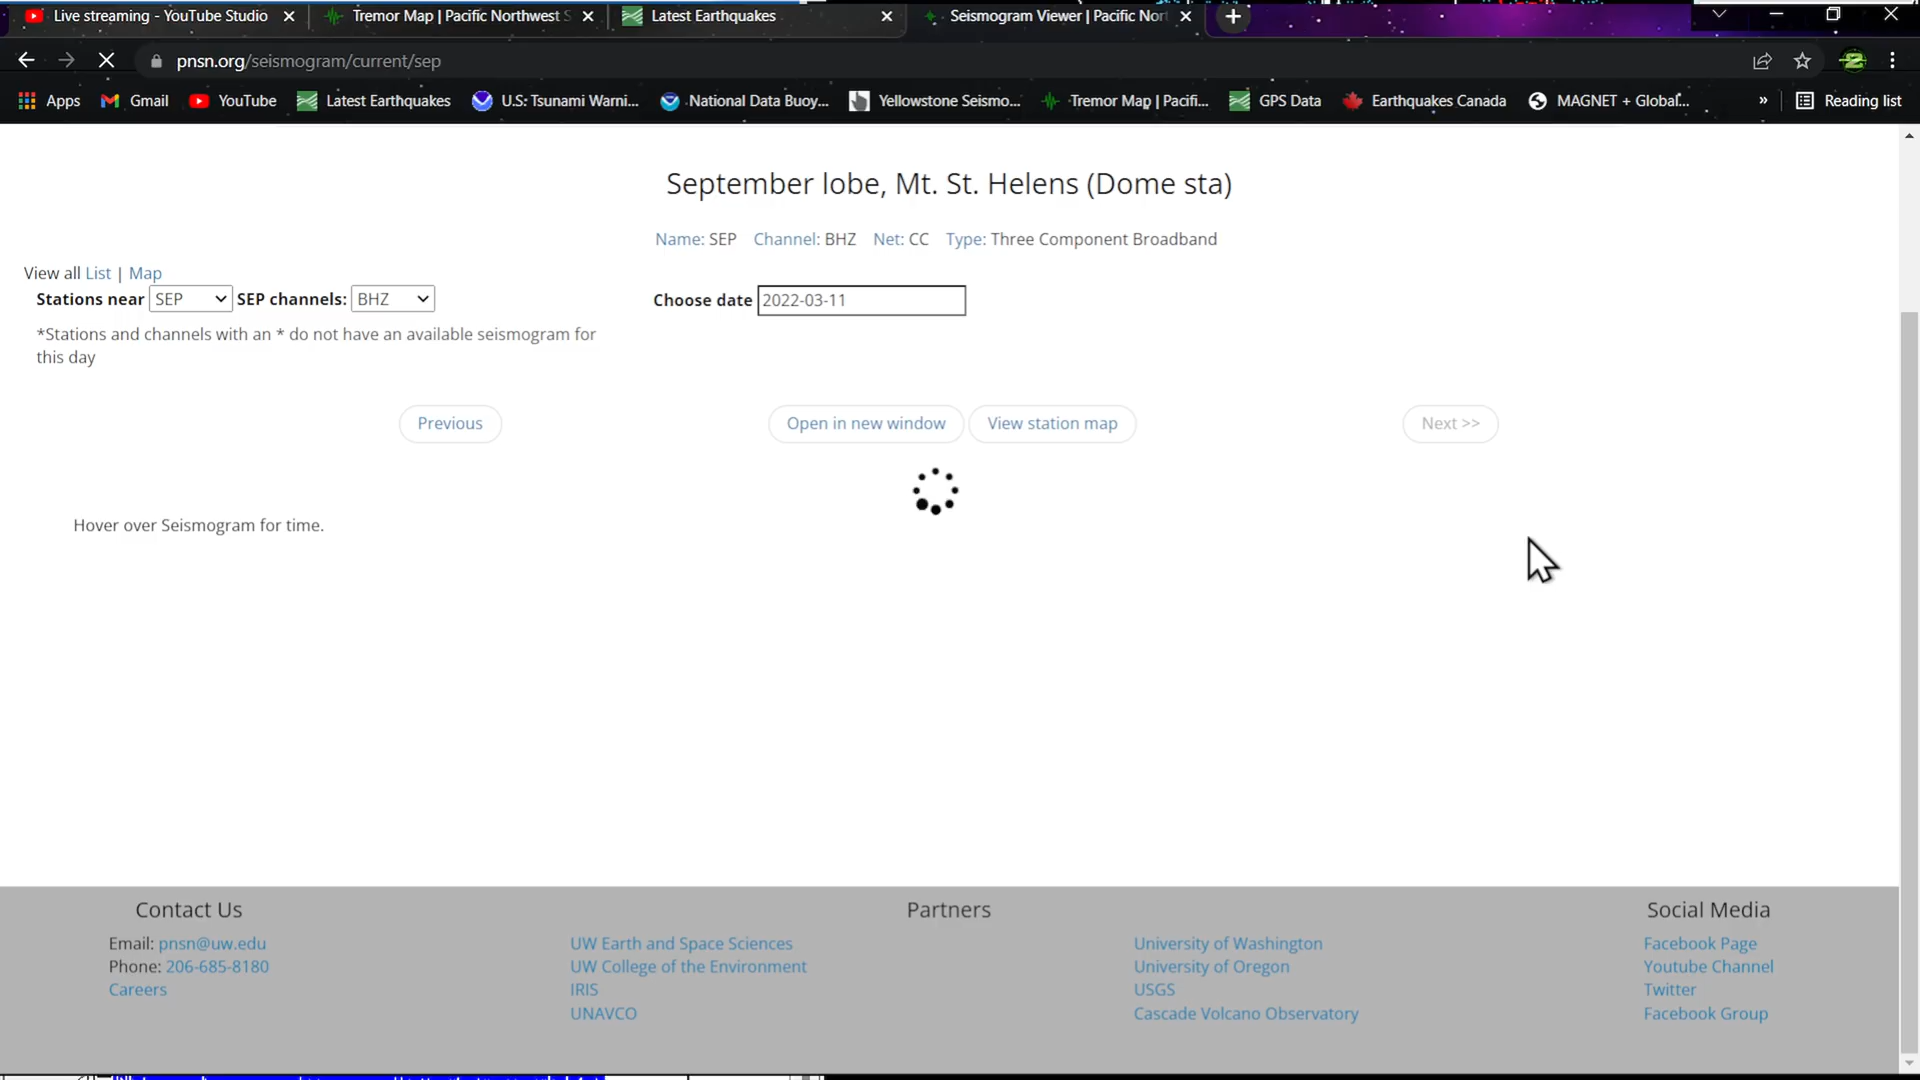 Live streaming - YouTube Studio
Tremor Map | Pacific Northwest S
Latest Earthquakes
Seismogram Viewer | Pacific Nort
pnsn.org/seismogram/current/sep
Apps
Gmail
YouTube
Latest Earthquakes
U.S. Tsunami Warni...
National Data Buoy...
Yellowstone Seismo...
Tremor Map | Pacifi...
GPS Data
Earthquakes Canada
MAGNET + Global...
»
Reading list
September lobe, Mt. St. Helens (Dome sta)
Name: SEP Channel: BHZ Net: CC Type: Three Component Broadband
View all List | Map
Stations near SEP SEP channels: BHZ
Choose date 2022-03-11
*Stations and channels with an * do not have an available seismogram for
this day
Previous
Open in new window
View station map
Next >>
Hover over Seismogram for time.
Contact Us
Email: pnsn@uw.edu
Phone: 206-685-8180
Careers
Partners
UW Earth and Space Sciences
UW College of the Environment
IRIS
UNAVCO
University of Washington
University of Oregon
USGS
Cascade Volcano Observatory
Social Media
Facebook Page
Youtube Channel
Twitter
Facebook Group